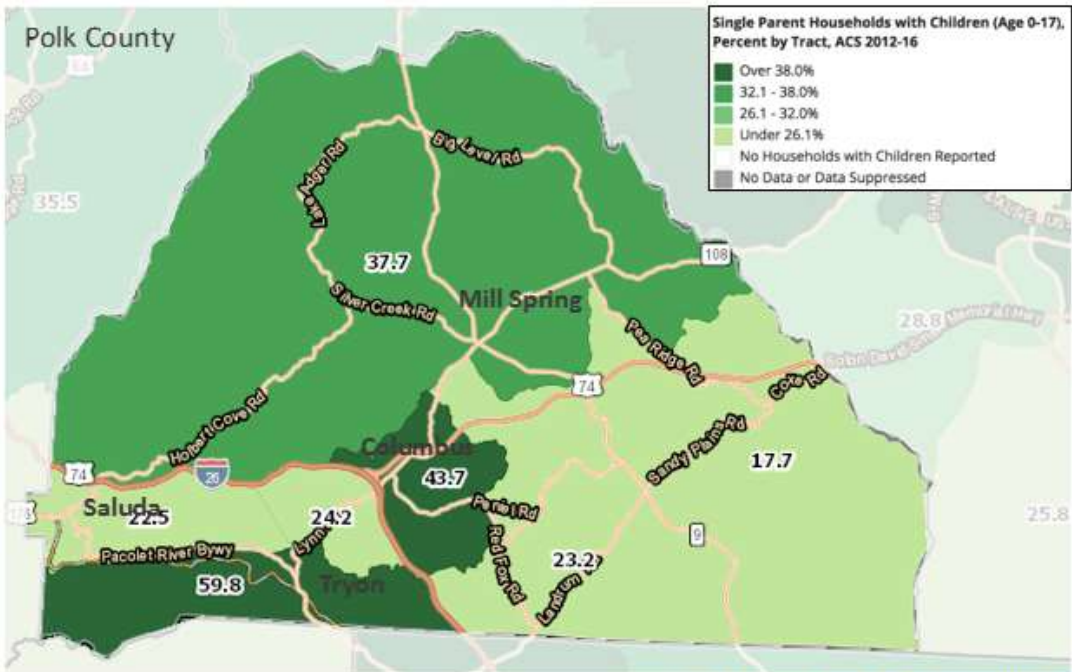 Polk County
Single Parent Households with Children (Age 0-17),
Percent by Tract, ACS 2012-16
Over 38.0%
32.1 - 38.0%
26.1 - 32.0%
Under 26.1%
No Households with Children Reported
No Data or Data Suppressed
35.5
Lake Adger Rd
Big Level Rd
108
37.7
Mill Spring
Silver Creek Rd
Pea Ridge Rd
28.8
74
Cove Rd
Holbert Cove Rd
Sandy Plains Rd
Columbus
17.7
74
26
43.7
Saluda
22.5
24.2
Peniel Rd
25.8
Pacolet River Bywy
Red Fox Rd
9
23.2
59.8
Tryon
Landrum